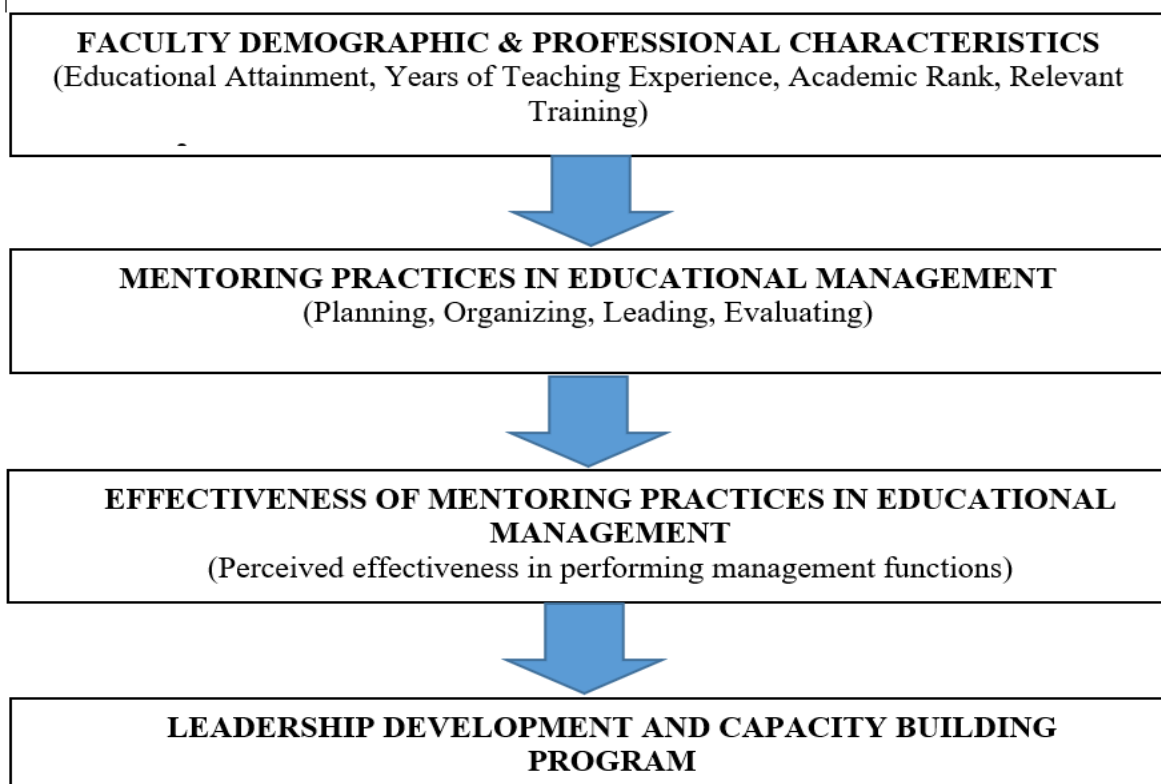 FACULTY DEMOGRAPHIC & PROFESSIONAL CHARACTERISTICS
(Educational Attainment, Years of Teaching Experience, Academic Rank, Relevant
Training)
MENTORING PRACTICES IN EDUCATIONAL MANAGEMENT
(Planning, Organizing, Leading, Evaluating)
EFFECTIVENESS OF MENTORING PRACTICES IN EDUCATIONAL
MANAGEMENT
(Perceived effectiveness in performing management functions)
LEADERSHIP DEVELOPMENT AND CAPACITY BUILDING
PROGRAM